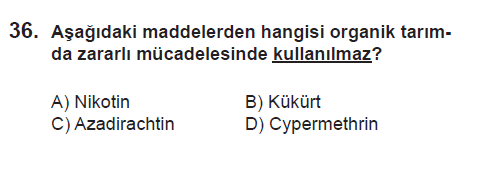 36. Aşağıdaki maddelerden hangisi organik tarım-
da zararlı mücadelesinde kullanılmaz?
A) Nikotin B) Kükürt
C) Azadirachtin D) Cypermethrin